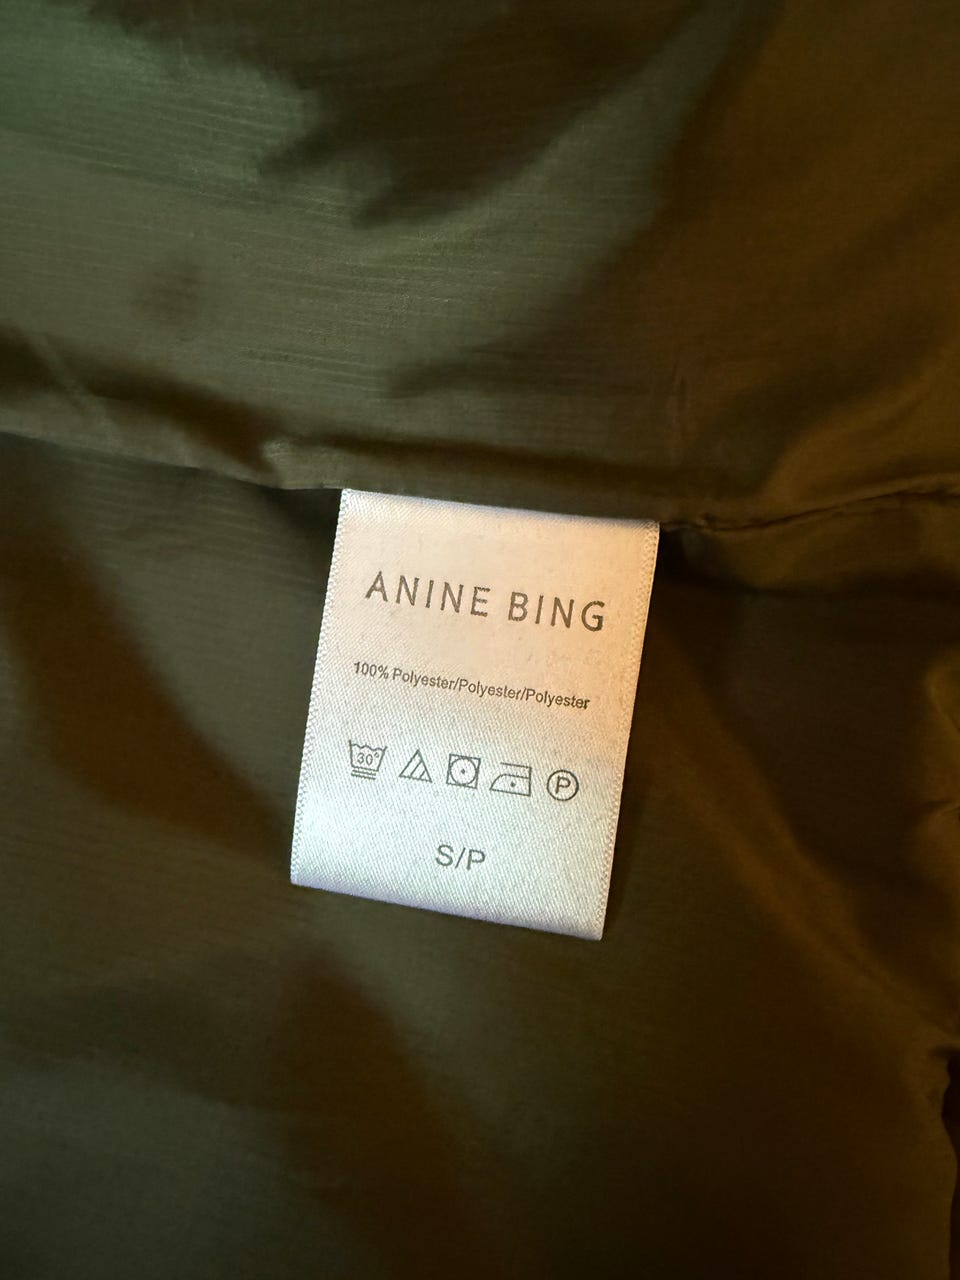 ANINE BING
100% Polyester/Polyester/Polyester
30° P
S/P